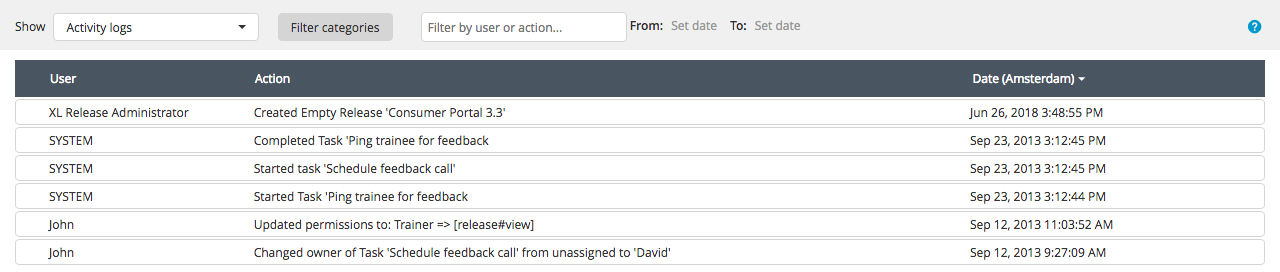 Show Activity logs Filter categories Filter by user or action... From: Set date To: Set date ?
User Action Date (Amsterdam)
XL Release Administrator Created Empty Release 'Consumer Portal 3.3' Jun 26, 2018 3:48:55 PM
SYSTEM Completed Task 'Ping trainee for feedback Sep 23, 2013 3:12:45 PM
SYSTEM Started task 'Schedule feedback call' Sep 23, 2013 3:12:45 PM
SYSTEM Started Task 'Ping trainee for feedback Sep 23, 2013 3:12:44 PM
John Updated permissions to: Trainer => [release#view] Sep 12, 2013 11:03:52 AM
John Changed owner of Task 'Schedule feedback call' from unassigned to 'David' Sep 12, 2013 9:27:09 AM